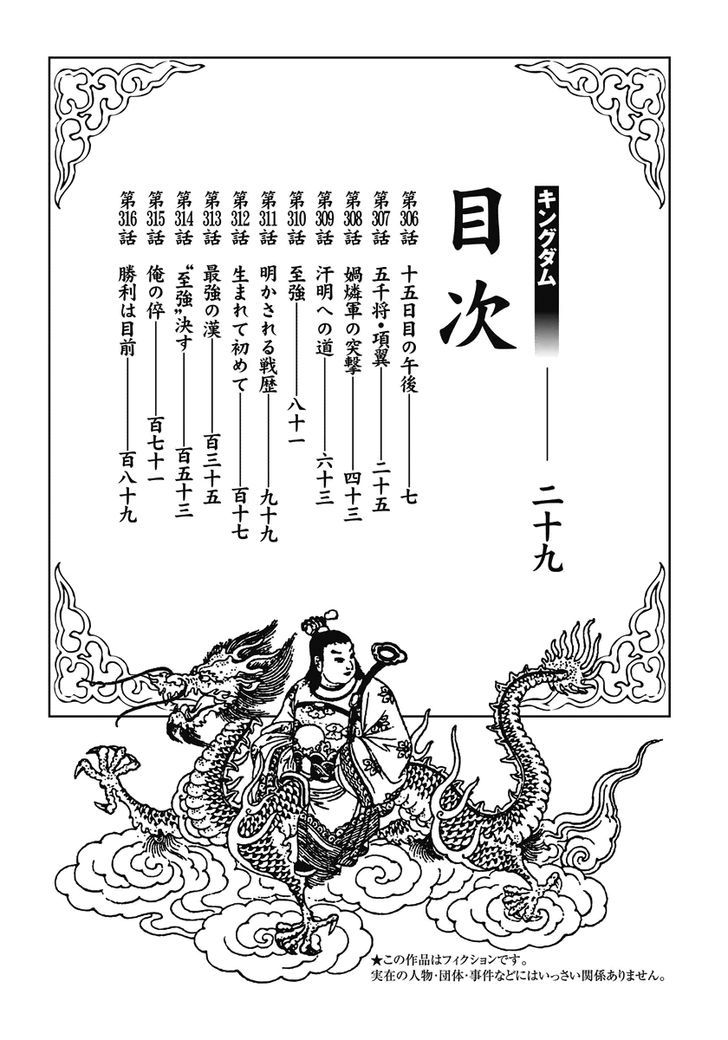 キングダム――二十九
目次
第306話 十五日目の午後――七
第307話 五千将・項翼――二十五
第308話 媧燐軍の突撃――四十三
第309話 汗明への道――六十三
第310話 至強――八十一
第311話 明かされる戦歴――九十九
第312話 生まれて初めて――百十七
第313話 最強の漢――百三十五
第314話 “至強”決す――百五十三
第315話 俺の倅――百七十一
第316話 勝利は目前――百八十九
★この作品はフィクションです。
実在の人物・団体・事件などにはいっさい関係ありません。